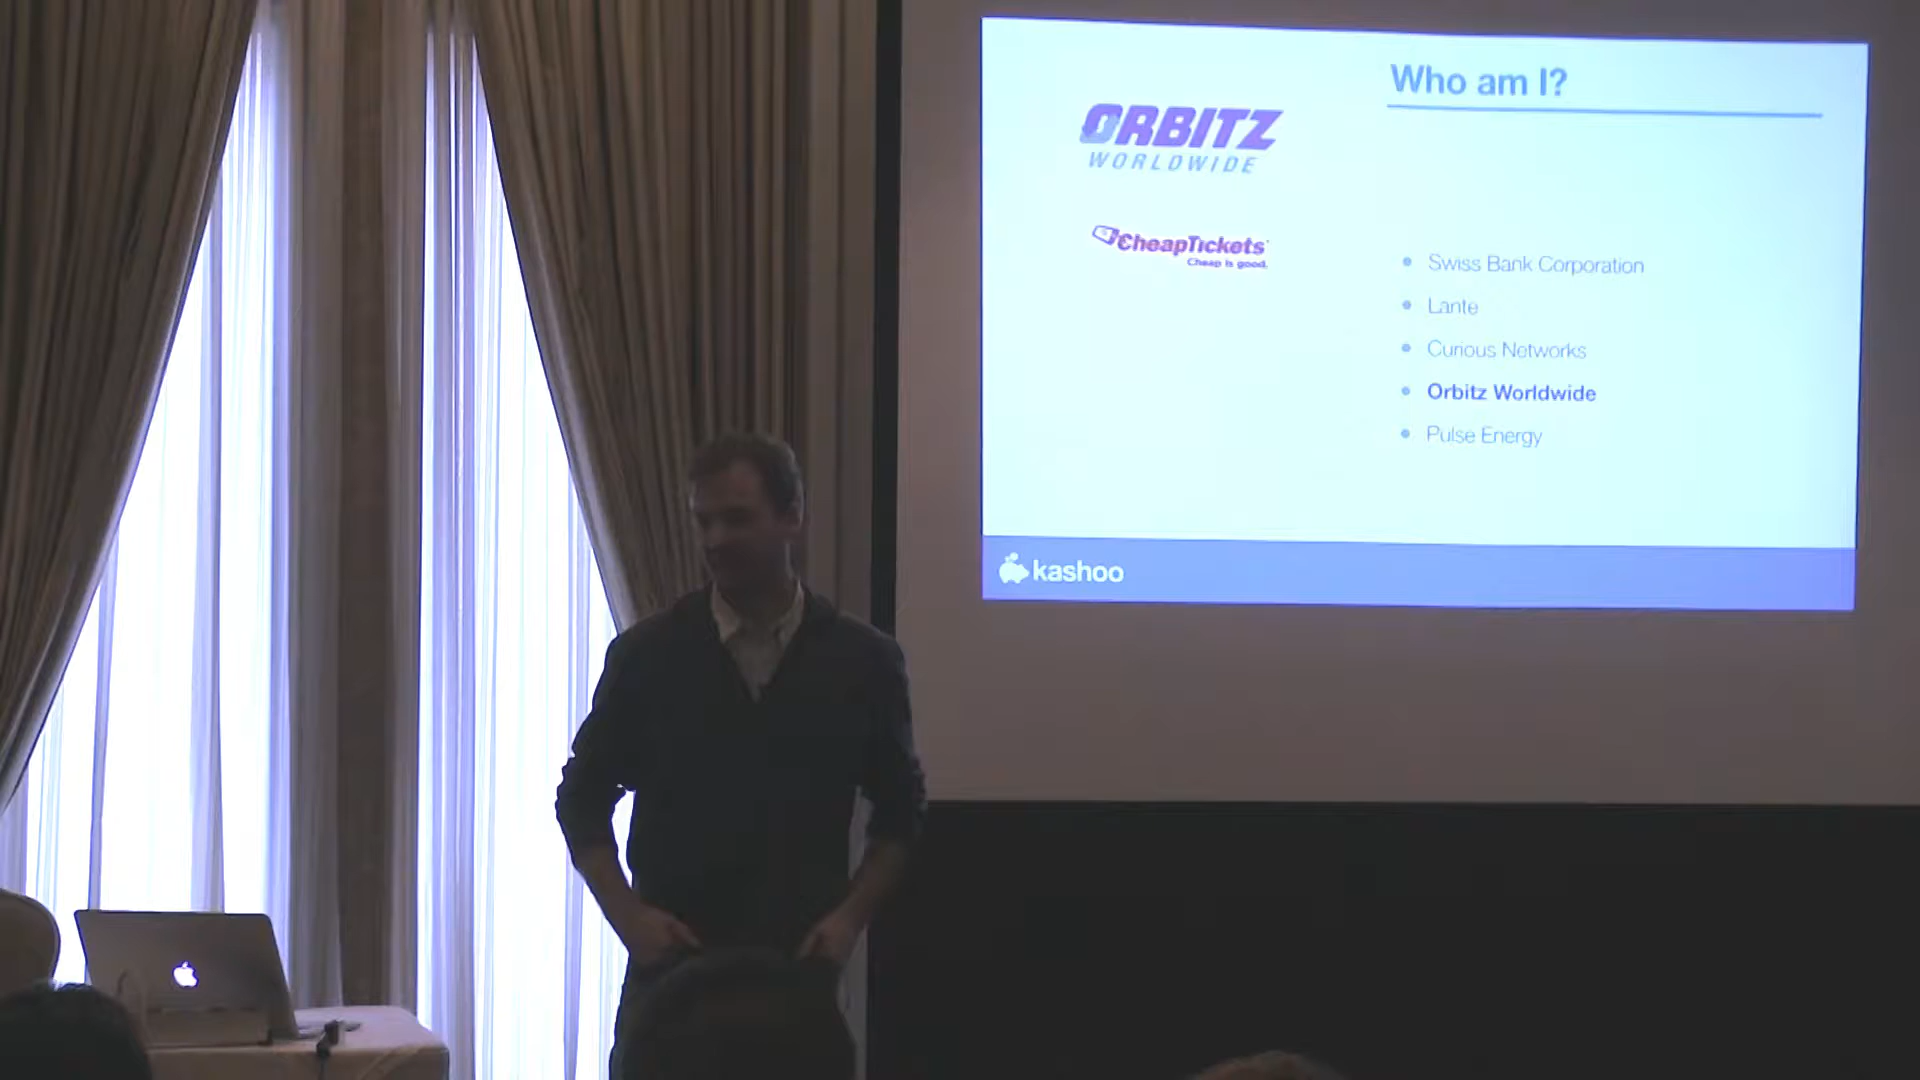 Who am I?
ORBITZ
WORLDWIDE
CheapTickets
Cheap is good.
Swiss Bank Corporation
Lante
Curious Networks
Orbitz Worldwide
Pulse Energy
kashoo